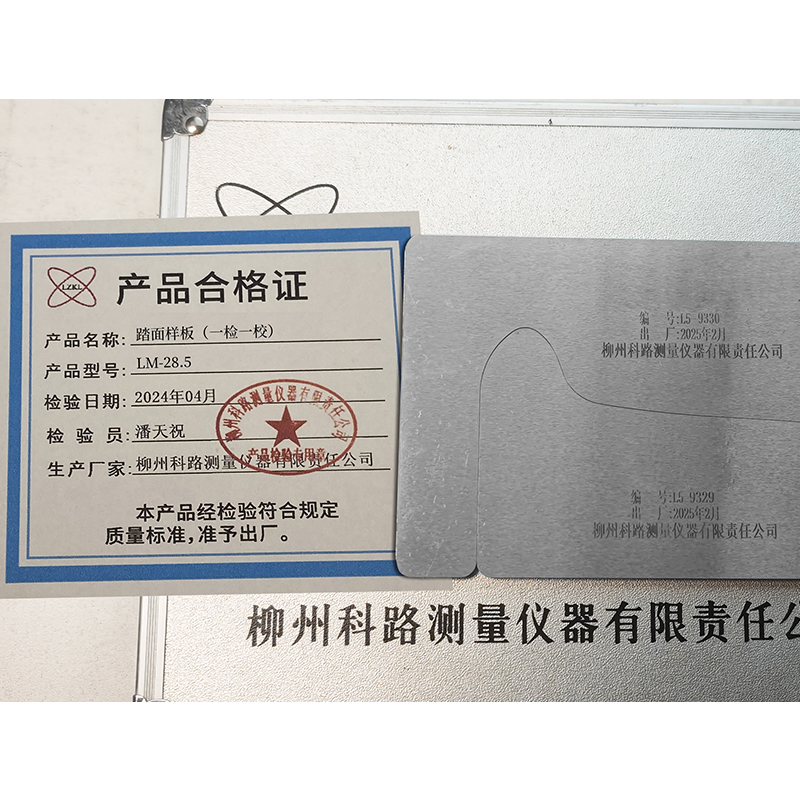 LZKL
产品合格证
产品名称:踏面样板（一检一校）
产品型号:LM-28.5
检验日期:2024年04月
检 验 员:潘天祝
生产厂家:柳州科路测量仪器有限责任公司
柳州科路测量仪器有限责任公司
产品检验专用章
本产品经检验符合规定
质量标准,准予出厂。
编 号:L5 9330
出 厂:2025年2月
柳州科路测量仪器有限责任公司
编 号:L5 9329
出 厂:2025年2月
柳州科路测量仪器有限责任公司
柳州科路测量仪器有限责任公